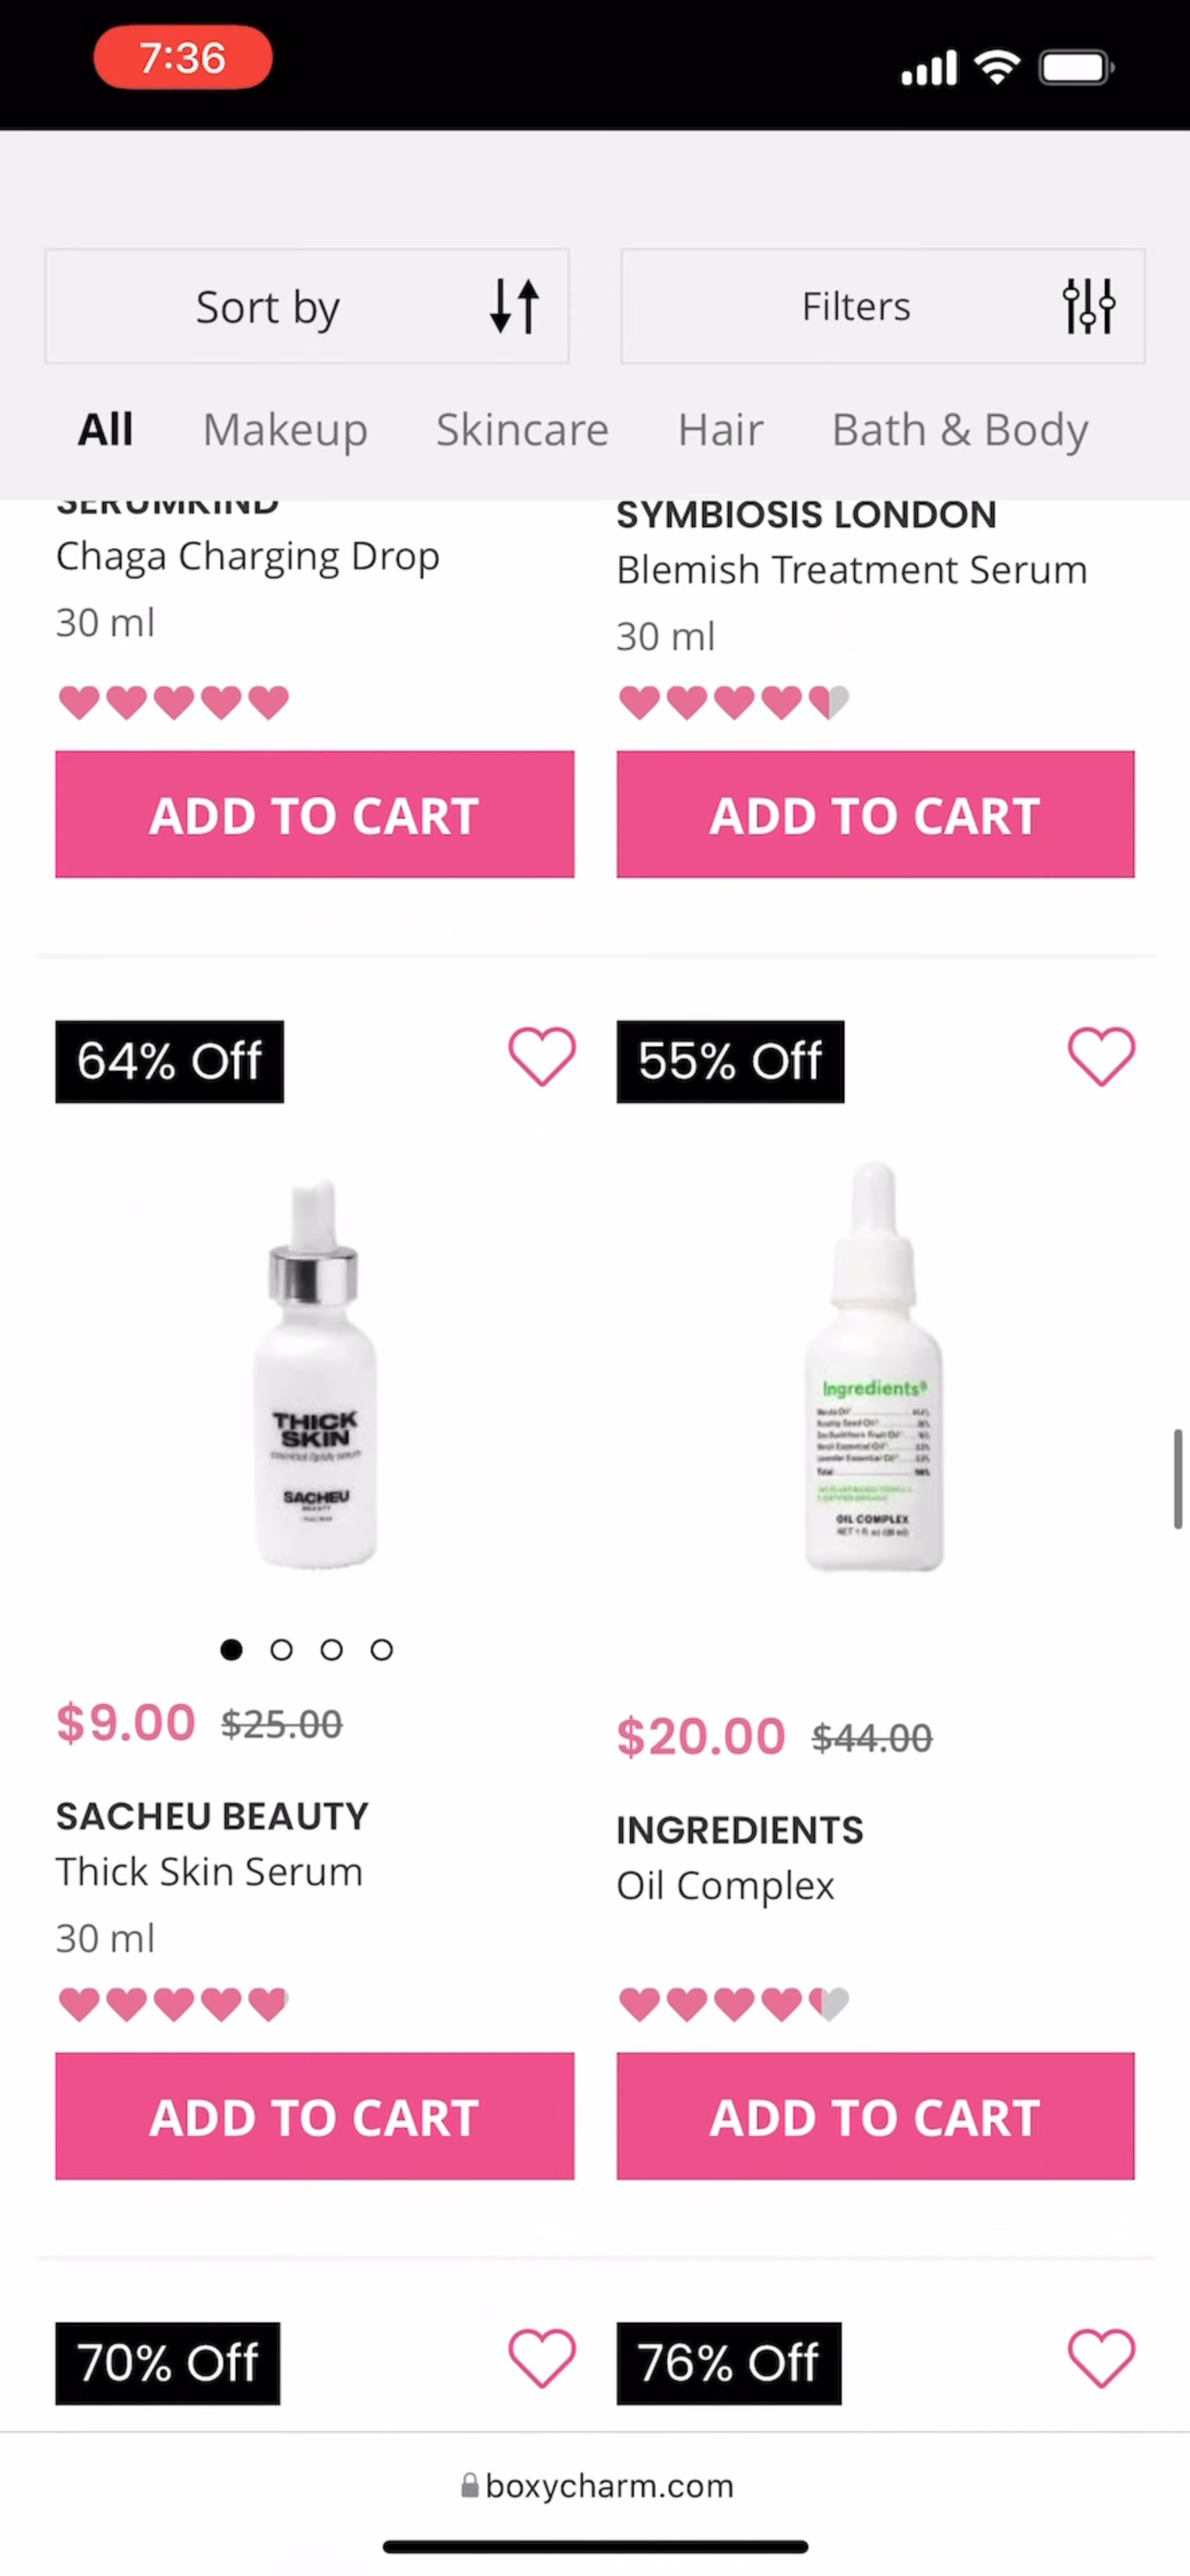 7:36
Sort by
Filters
All Makeup Skincare Hair Bath & Body
SERUMKIND
Chaga Charging Drop
30 ml
ADD TO CART
SYMBIOSIS LONDON
Blemish Treatment Serum
30 ml
ADD TO CART
64% Off
THICK
SKIN
SACHEU
BEAUTY
$9.00 $25.00
SACHEU BEAUTY
Thick Skin Serum
30 ml
ADD TO CART
55% Off
Ingredients®
Total
OIL COMPLEX
$20.00 $44.00
INGREDIENTS
Oil Complex
ADD TO CART
70% Off
76% Off
boxycharm.com